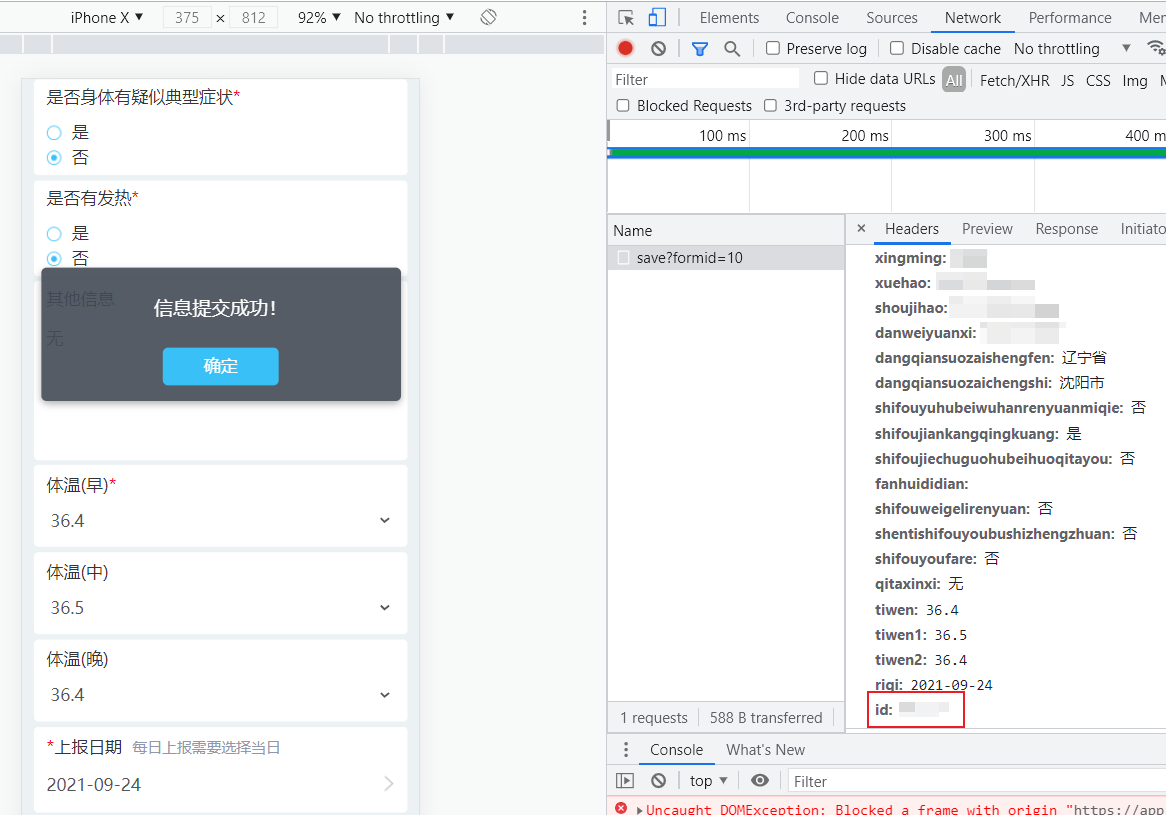 iPhone X ▼ 375 × 812 92% ▼ No throttling ▼
是否身体有疑似典型症状*
是
否
是否有发热*
是
否
其他信息
无
信息提交成功！
确定
体温(早)*
36.4
体温(中)
36.5
体温(晚)
36.4
*上报日期 每日上报需要选择当日
2021-09-24
Elements Console Sources Network Performance Mem
Preserve log Disable cache No throttling ▼
Filter Hide data URLs All Fetch/XHR JS CSS Img
Blocked Requests 3rd-party requests
100 ms 200 ms 300 ms 400 m
Name
save?formid=10
1 requests 588 B transferred
× Headers Preview Response Initiato
xingming:
xuehao:
shoujihao:
danweiyuanxi:
dangqiansuozaishengfen: 辽宁省
dangqiansuozaichengshi: 沈阳市
shifouyuhubeiwuhanrenyuanmiqie: 否
shifoujiankangqingkuang: 是
shifoujiechuguohubeihuoqitayou: 否
fanhuididian:
shifouweigelirenyuan: 否
shentishifouyoubushizhengzhuan: 否
shifouyoufare: 否
qitaxinxi: 无
tiwen: 36.4
tiwen1: 36.5
tiwen2: 36.4
riqi: 2021-09-24
id:
Console What's New
top ▼ Filter
Uncaught DOMException: Blocked a frame with origin "https://app